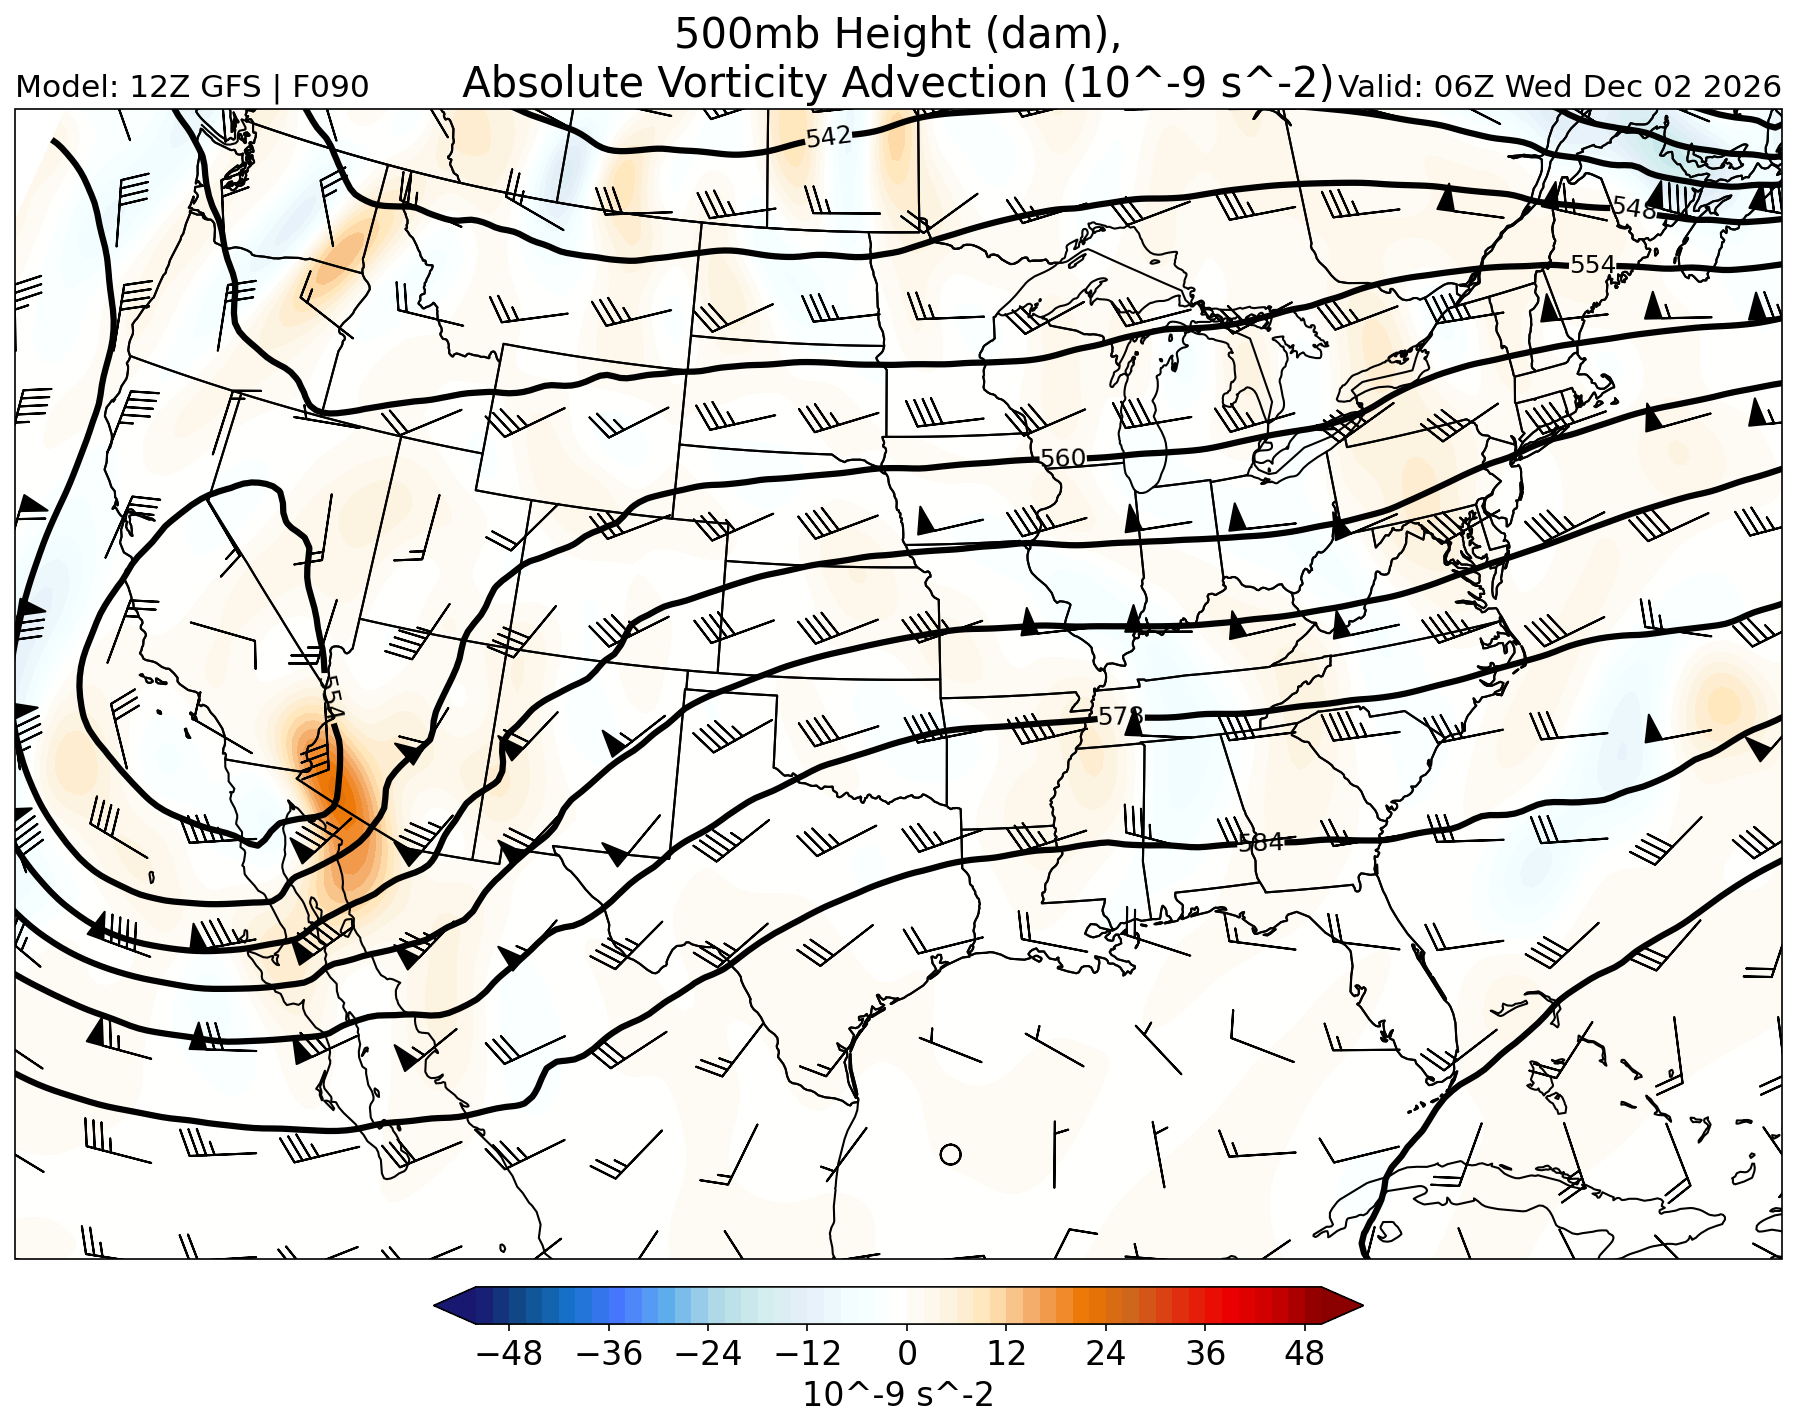 500mb Height (dam),
Absolute Vorticity Advection (10^-9 s^-2)
Model: 12Z GFS | F090
Valid: 06Z Wed Dec 02 2026
542
548
554
560
554
578
584
−48 −36 −24 −12 0 12 24 36 48
10^-9 s^-2